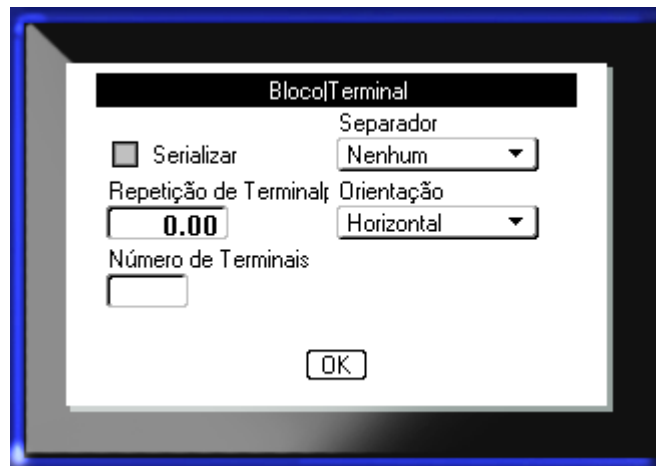 Bloco|Terminal
Separador
Serializar
Nenhum
Repetição de Terminal
Orientação
0.00
Horizontal
Número de Terminais
OK